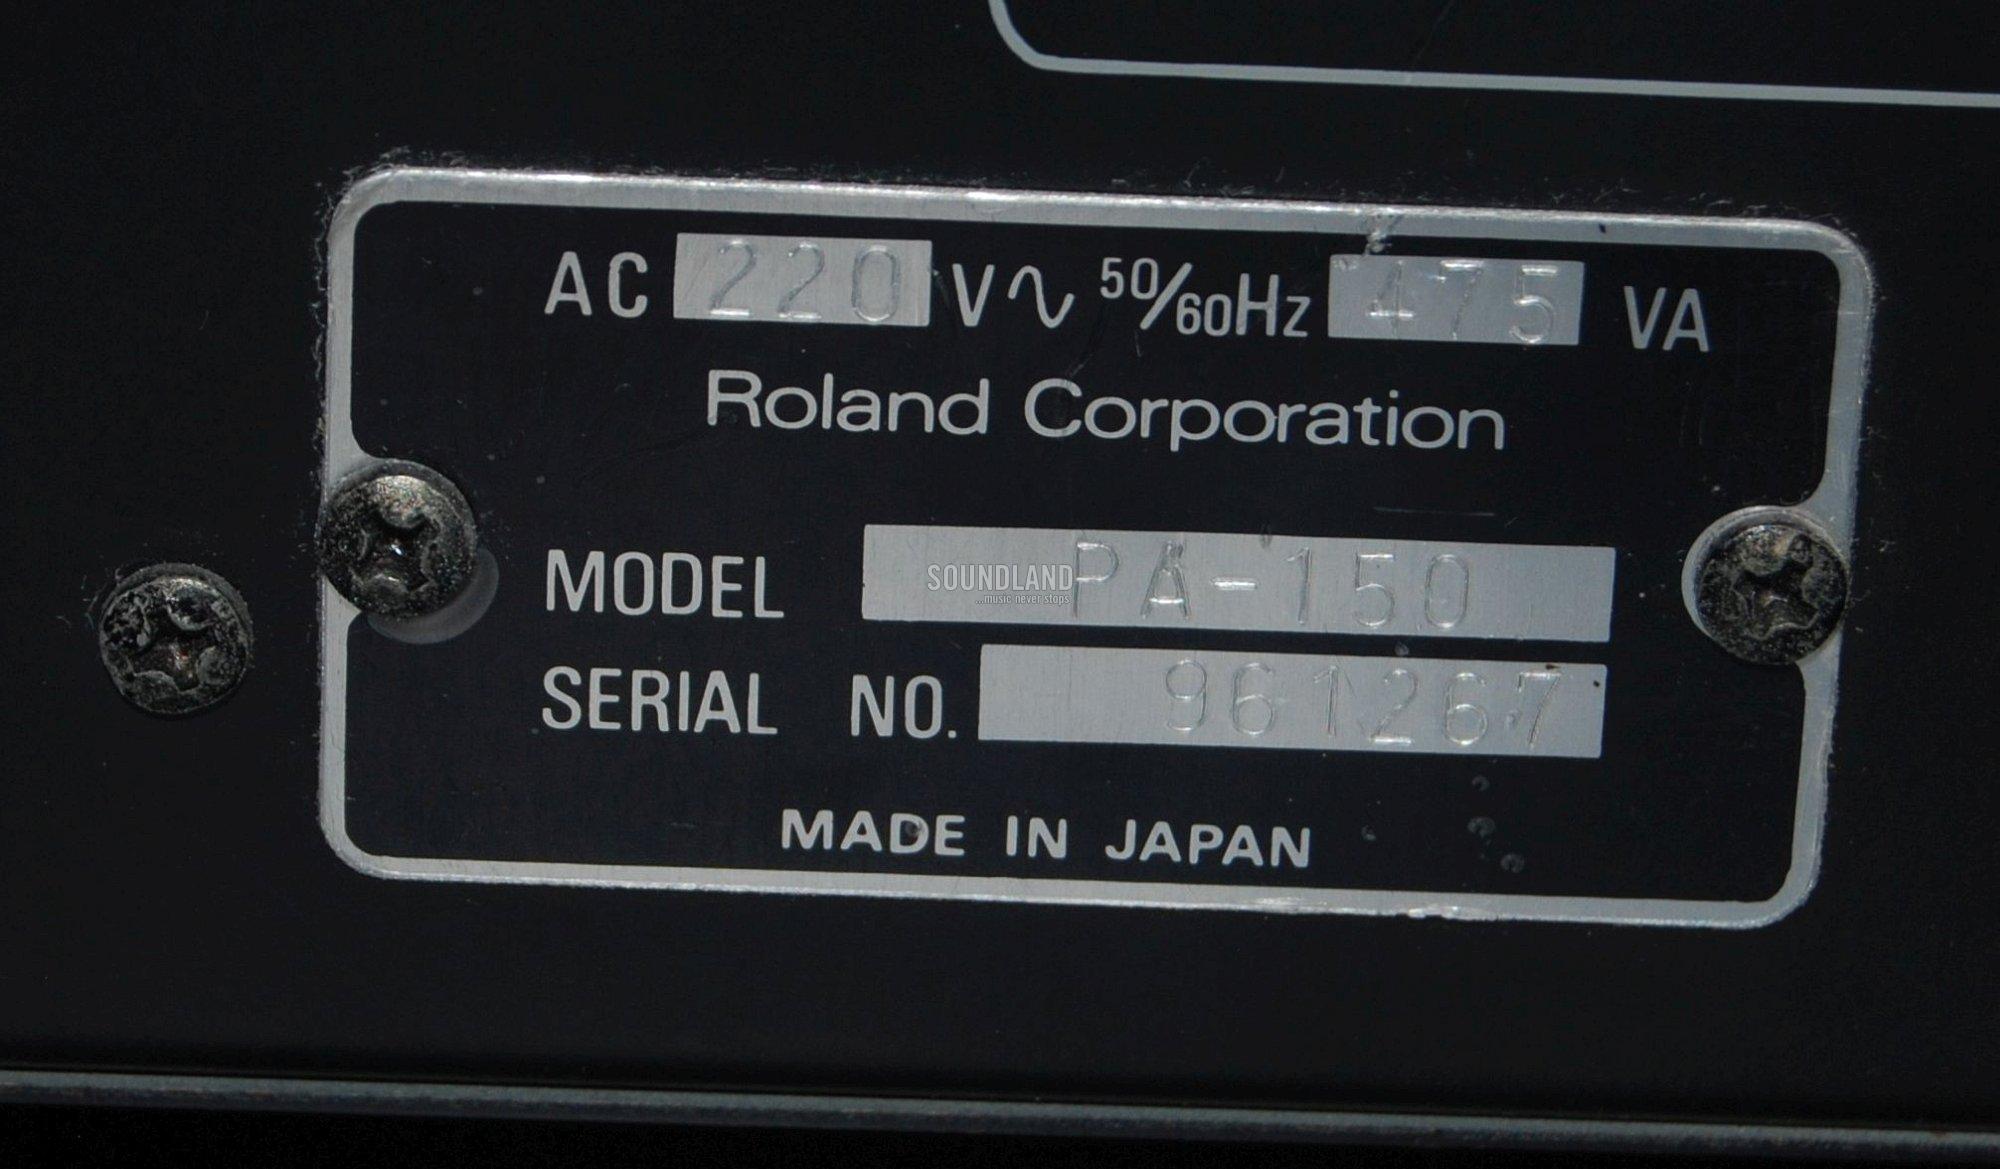 AC 220 V∿ 50/60Hz 475 VA
Roland Corporation
MODEL PA-150
SOUNDLAND
...music never stops
SERIAL NO. 961267
MADE IN JAPAN